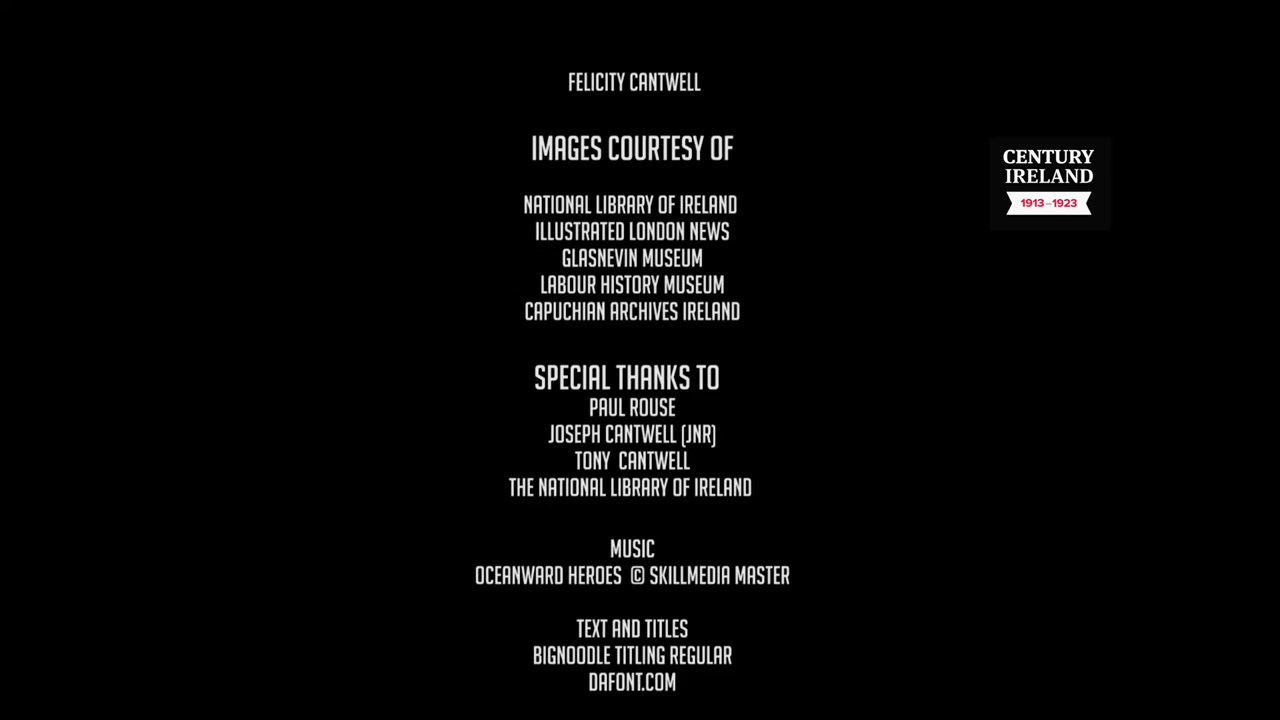 FELICITY CANTWELL
IMAGES COURTESY OF
NATIONAL LIBRARY OF IRELAND
ILLUSTRATED LONDON NEWS
GLASNEVIN MUSEUM
LABOUR HISTORY MUSEUM
CAPUCHIAN ARCHIVES IRELAND
CENTURY
IRELAND
1913–1923
SPECIAL THANKS TO
PAUL ROUSE
JOSEPH CANTWELL (JNR)
TONY CANTWELL
THE NATIONAL LIBRARY OF IRELAND
MUSIC
OCEANWARD HEROES © SKILLMEDIA MASTER
TEXT AND TITLES
BIGNOODLE TITLING REGULAR
DAFONT.COM